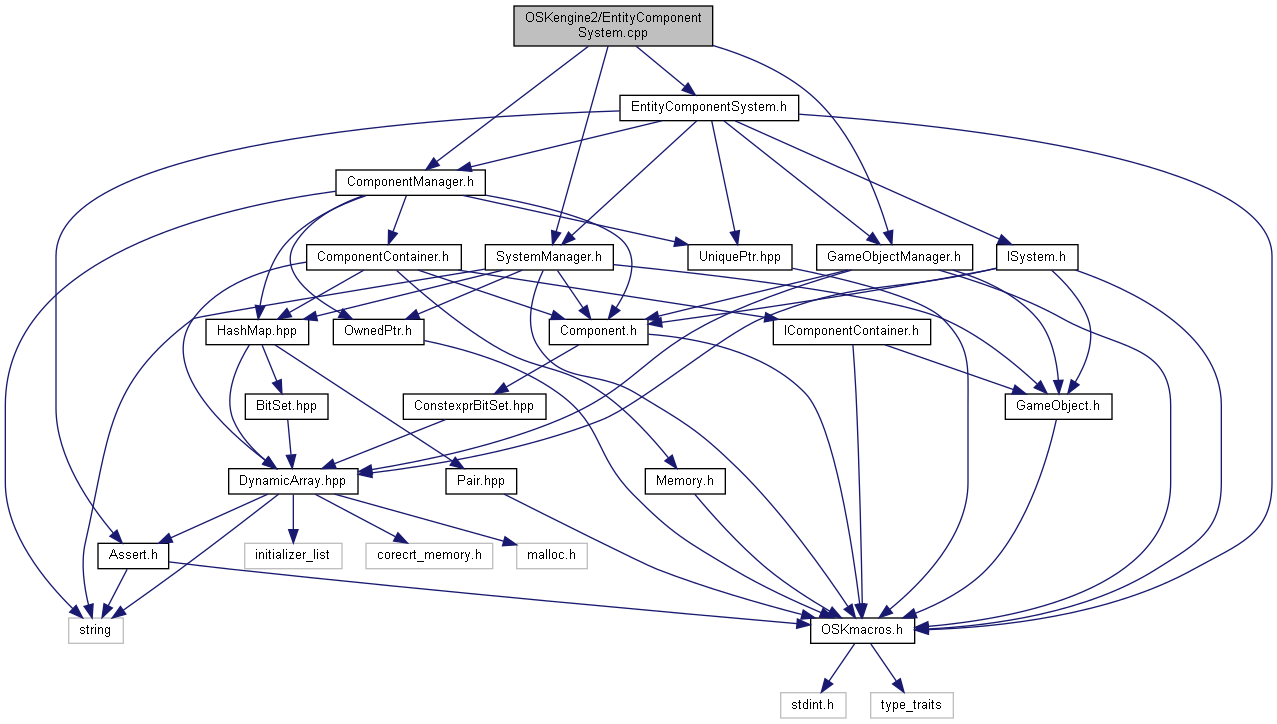 OSKengine2/EntityComponent
System.cpp
EntityComponentSystem.h
ComponentManager.h
ComponentContainer.h
SystemManager.h
UniquePtr.hpp
GameObjectManager.h
ISystem.h
HashMap.hpp
OwnedPtr.h
Component.h
IComponentContainer.h
BitSet.hpp
ConstexprBitSet.hpp
GameObject.h
DynamicArray.hpp
Pair.hpp
Memory.h
Assert.h
initializer_list
corecrt_memory.h
malloc.h
string
OSKmacros.h
stdint.h
type_traits